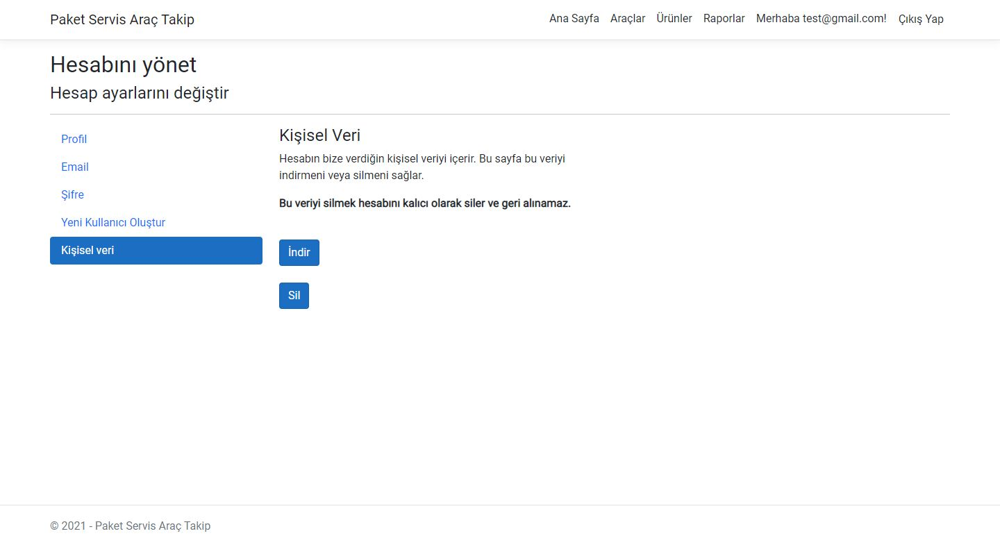 Paket Servis Araç Takip
Ana Sayfa Araçlar Ürünler Raporlar Merhaba test@gmail.com! Çıkış Yap
Hesabını yönet
Hesap ayarlarını değiştir
Profil
Email
Şifre
Yeni Kullanıcı Oluştur
Kişisel veri
Kişisel Veri
Hesabın bize verdiğin kişisel veriyi içerir. Bu sayfa bu veriyi
indirmeni veya silmeni sağlar.
Bu veriyi silmek hesabını kalıcı olarak siler ve geri alınamaz.
İndir
Sil
© 2021 - Paket Servis Araç Takip